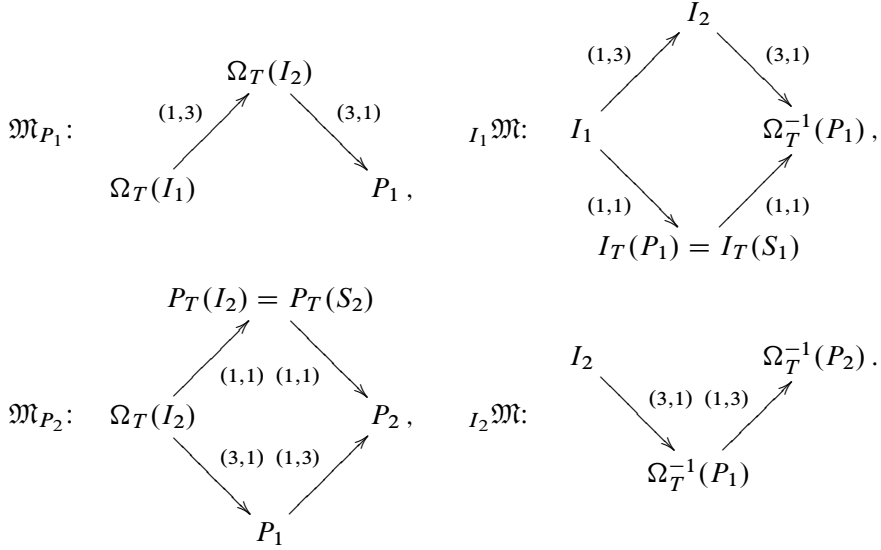 I_2
Ω_T(I_2)
(1,3) (3,1) (1,3) (3,1)
𝔐_{P_1}: _{I_1}𝔐: I_1 Ω_T^{-1}(P_1) ,
Ω_T(I_1) P_1 ,
(1,1) (1,1)
I_T(P_1) = I_T(S_1)
P_T(I_2) = P_T(S_2)
I_2 Ω_T^{-1}(P_2) .
(1,1) (1,1)
𝔐_{P_2}: Ω_T(I_2) P_2 , _{I_2}𝔐: (3,1) (1,3)
(3,1) (1,3)
Ω_T^{-1}(P_1)
P_1